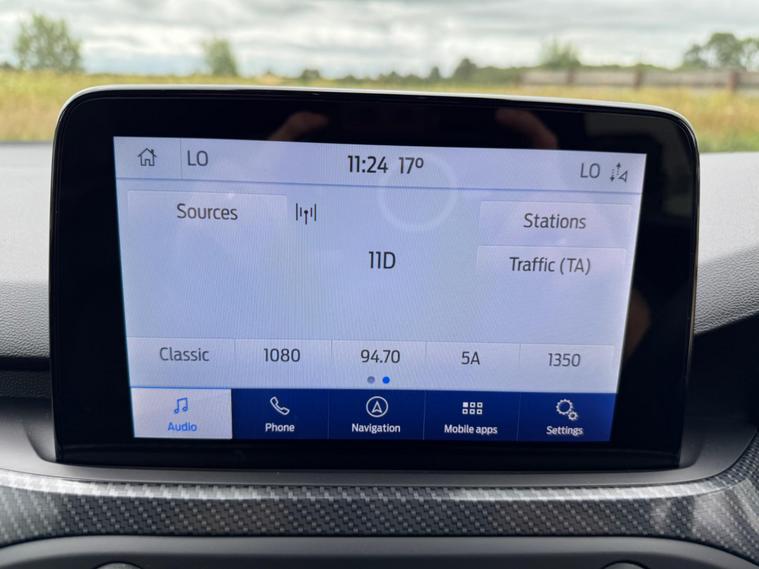 LO 11:24 17º LO
Sources
Stations
11D
Traffic (TA)
Classic 1080 94.70 5A 1350
Audio Phone Navigation Mobile apps Settings